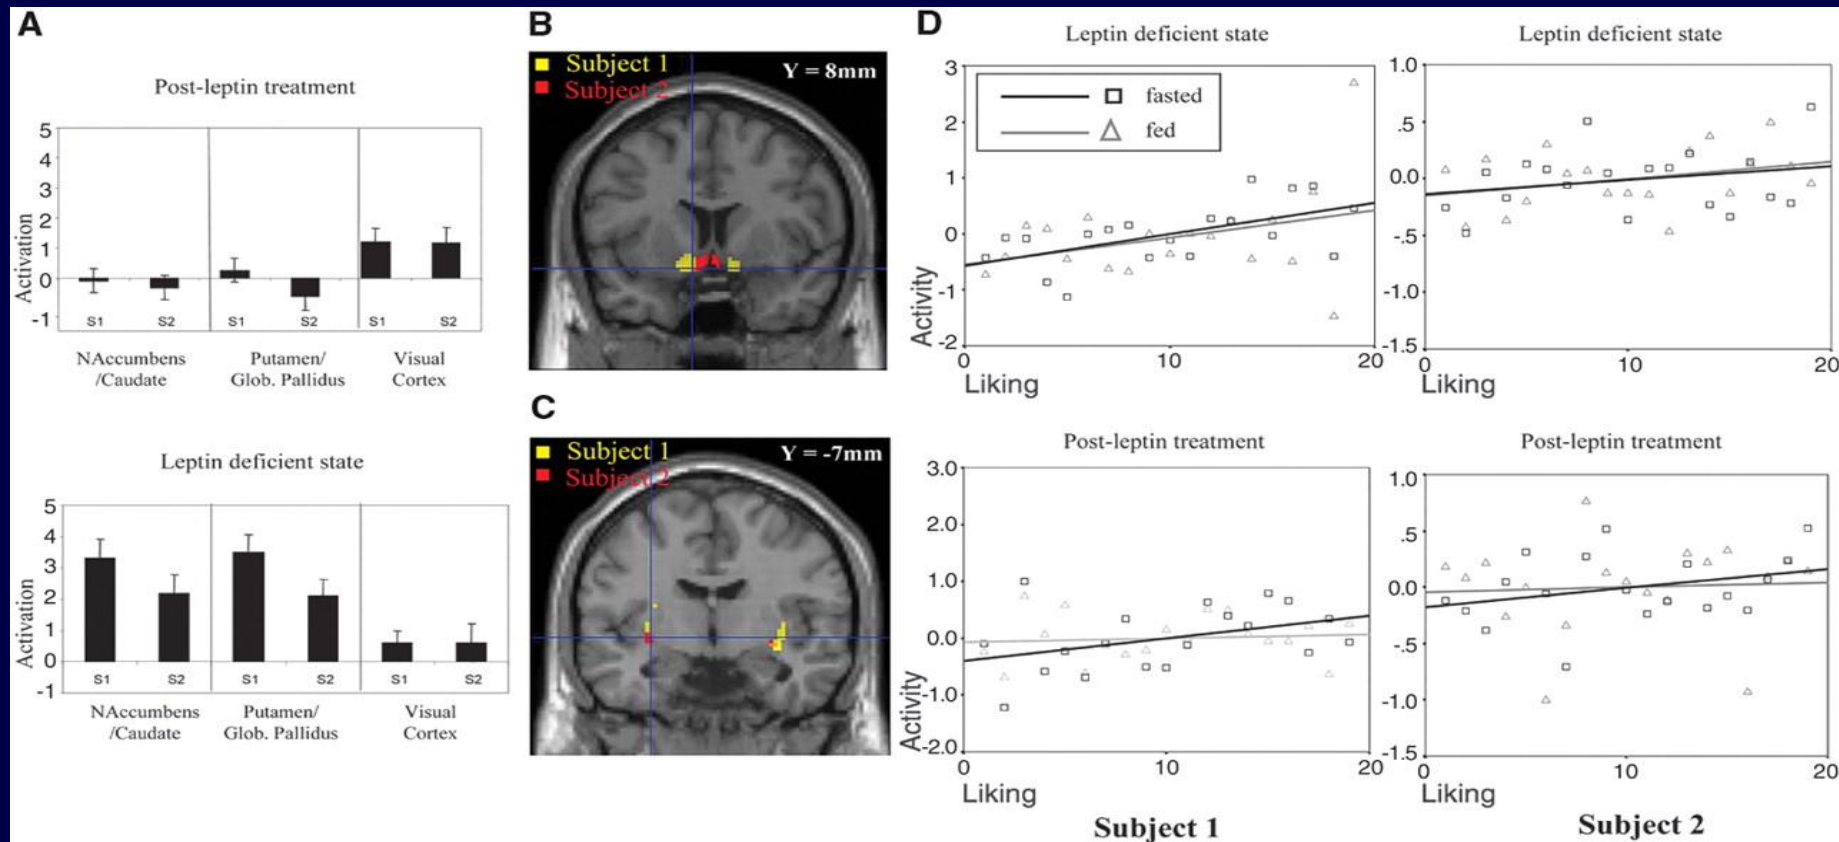 A
Post-leptin treatment
5
4
3
2
1
0
-1
Activation
S1
S2
S1
S2
S1
S2
NAccumbens
/Caudate
Putamen/
Glob. Pallidus
Visual
Cortex
Leptin deficient state
5
4
3
2
1
0
-1
Activation
S1
S2
S1
S2
S1
S2
NAccumbens
/Caudate
Putamen/
Glob. Pallidus
Visual
Cortex
B
Subject 1
Subject 2
Y = 8mm
C
Subject 1
Subject 2
Y = -7mm
D
Leptin deficient state
3
2
1
0
-1
-2
Activity
fasted
fed
0
10
20
Liking
Leptin deficient state
1.0
.5
0.0
-.5
-1.0
-1.5
0
10
20
Liking
Post-leptin treatment
3.0
2.0
1.0
0.0
-1.0
-2.0
Activity
0
10
20
Liking
Subject 1
Post-leptin treatment
1.0
.5
0.0
-.5
-1.0
-1.5
0
10
20
Liking
Subject 2